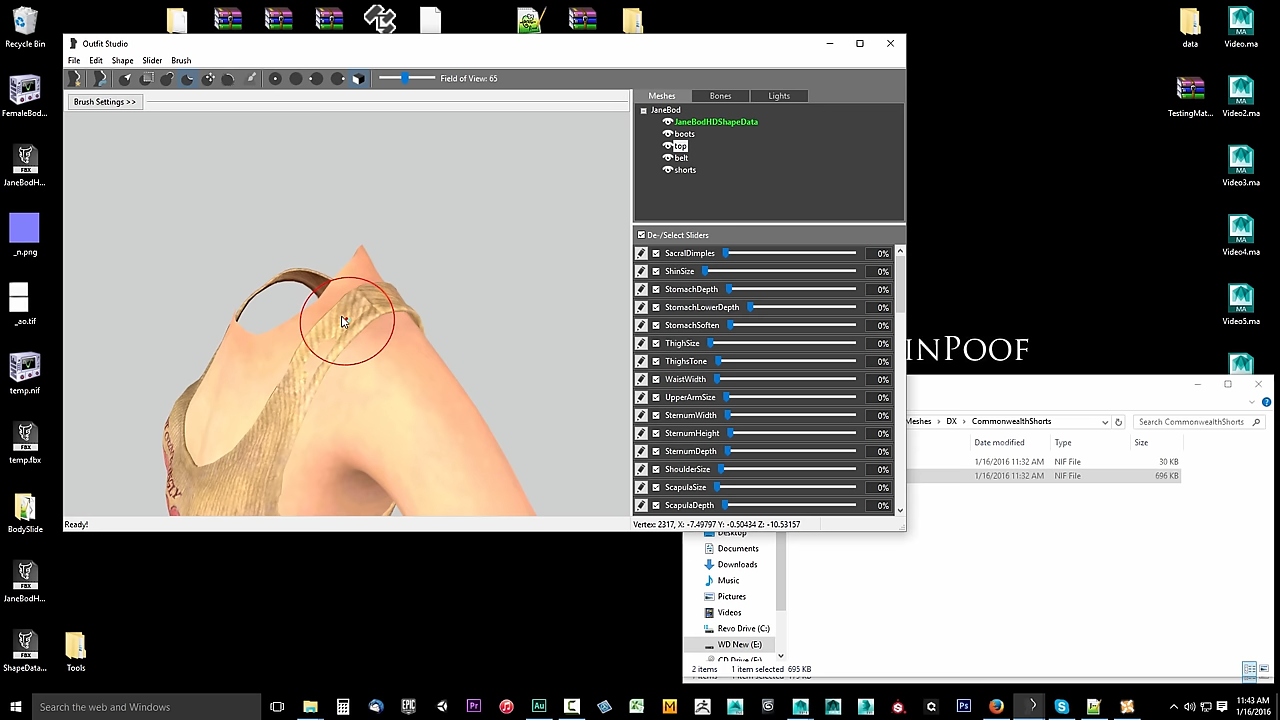 Recycle Bin
data
Video.ma
Outfit Studio
File Edit Shape Slider Brush
Field of View: 65
Brush Settings >>
Meshes Bones Lights
JaneBod
JaneBodHDShapeData
boots
top
belt
shorts
FemaleBod...
Video2.ma
TestingMat...
De-/Select Sliders
SacralDimples 0%
ShinSize 0%
StomachDepth 0%
StomachLowerDepth 0%
StomachSoften 0%
ThighSize 0%
ThighsTone 0%
WaistWidth 0%
UpperArmSize 0%
SternumWidth 0%
SternumHeight 0%
SternumDepth 0%
ShoulderSize 0%
ScapulaSize 0%
ScapulaDepth 0%
Ready!
Vertex: 2317, X: -7.49797 Y: -0.50434 Z: -10.53157
FBX
JaneBodH...
Video3.ma
_n.png
Video4.ma
_ao.tif
Video5.ma
INPOOF
temp.nif
FBX
temp.fbx
BodySlide
FBX
JaneBodH...
FBX
ShapeData...
Tools
Meshes DX CommonwealthShorts
Search CommonwealthShorts
Date modified Type Size
1/16/2016 11:32 AM NIF File 30 KB
1/16/2016 11:32 AM NIF File 696 KB
Desktop
Documents
Downloads
Music
Pictures
Videos
Revo Drive (C:)
WD New (E:)
CD Drive (F:)
2 items 1 item selected 695 KB
Search the web and Windows
11:43 AM
1/16/2016